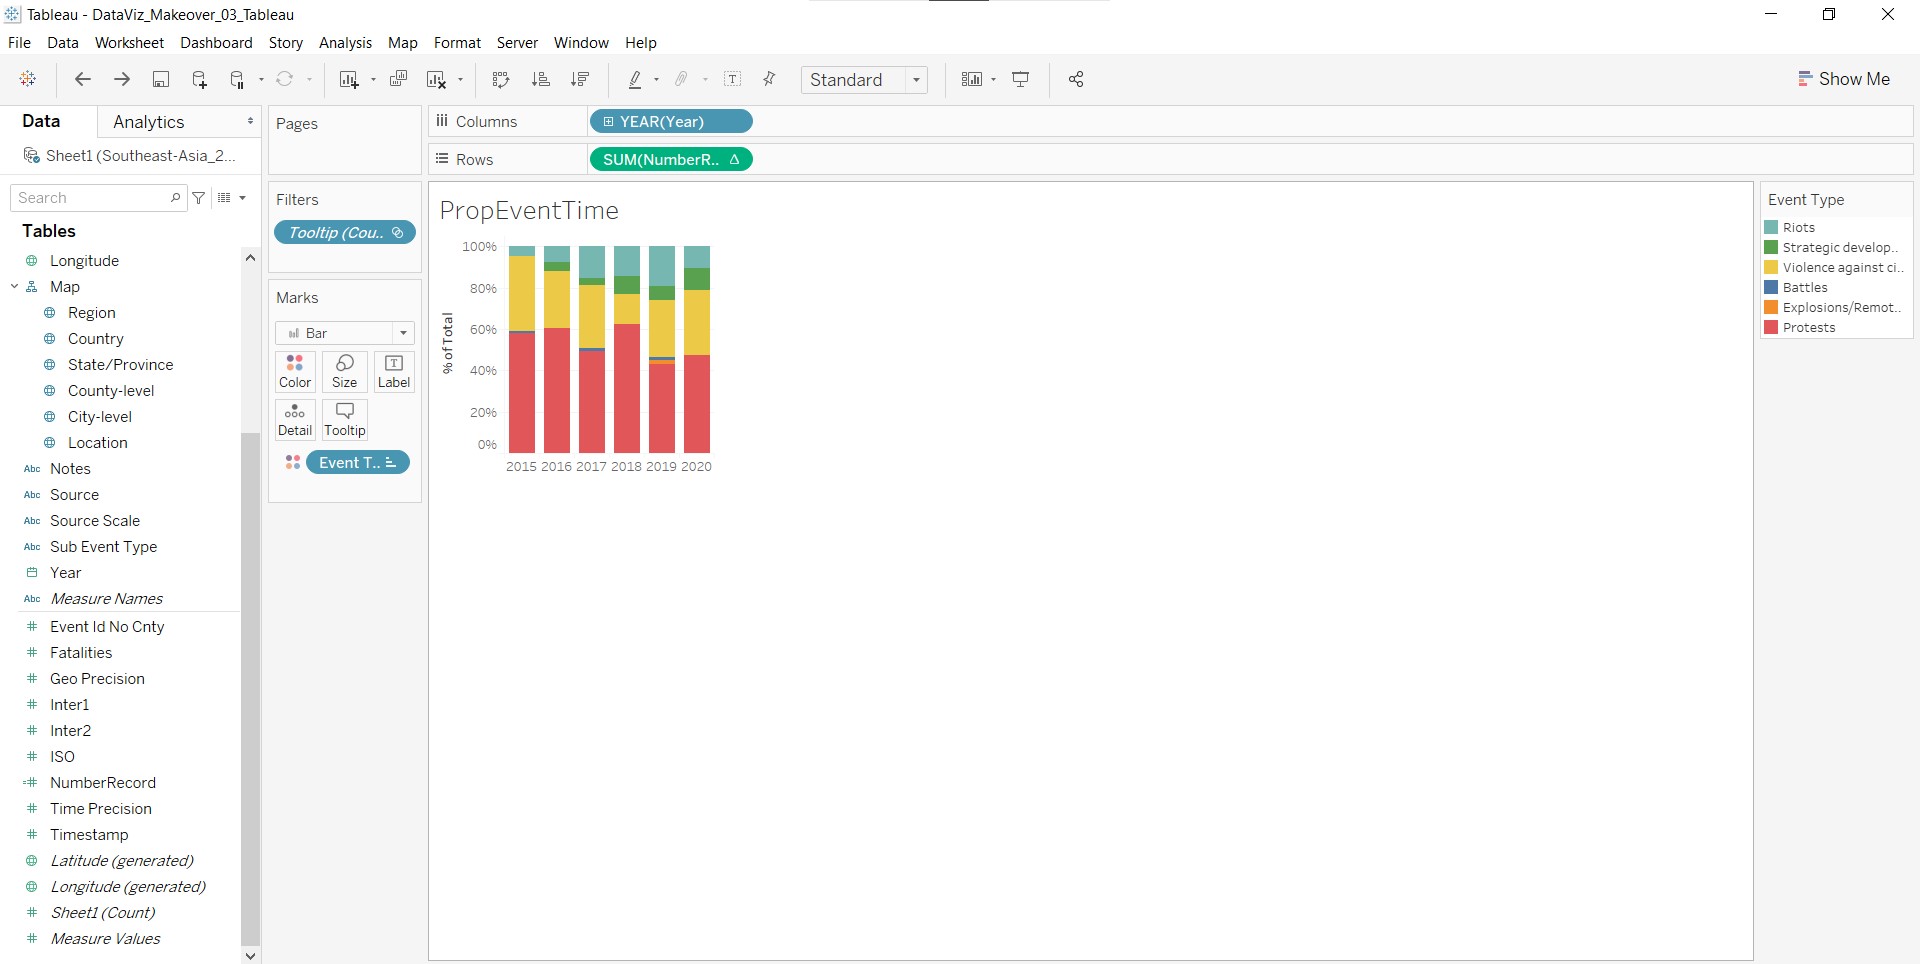 Tableau - DataViz_Makeover_03_Tableau
File Data Worksheet Dashboard Story Analysis Map Format Server Window Help
Standard
Show Me
Data Analytics
Sheet1 (Southeast-Asia_2...
Search
Tables
Longitude
Map
Region
Country
State/Province
County-level
City-level
Location
Abc Notes
Abc Source
Abc Source Scale
Abc Sub Event Type
Year
Abc Measure Names
Event Id No Cnty
Fatalities
Geo Precision
Inter1
Inter2
ISO
NumberRecord
Time Precision
Timestamp
Latitude (generated)
Longitude (generated)
Sheet1 (Count)
Measure Values
Pages
Filters
Tooltip (Cou..
Marks
Bar
Color Size Label
Detail Tooltip
Event T..
Columns YEAR(Year)
Rows SUM(NumberR..
PropEventTime
100%
80%
60%
40%
20%
0%
% of Total
2015 2016 2017 2018 2019 2020
Event Type
Riots
Strategic develop..
Violence against ci..
Battles
Explosions/Remot..
Protests